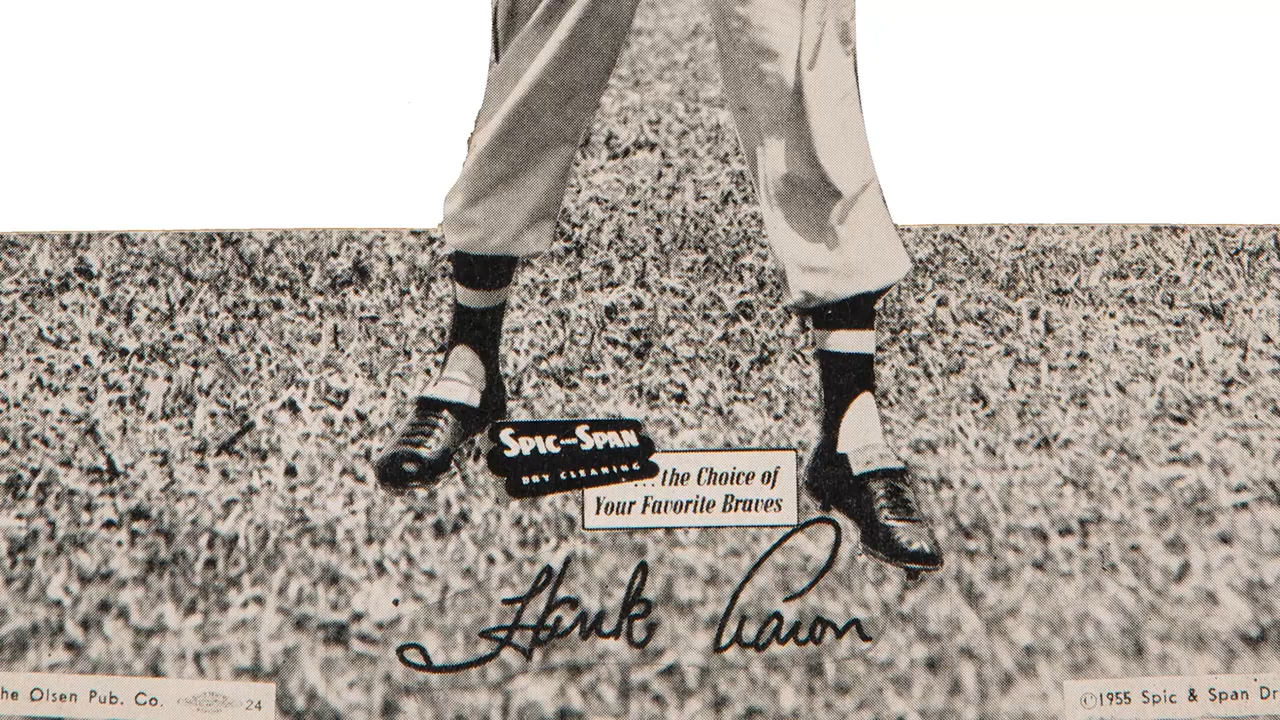 SPIC and SPAN
DRY CLEANING
...the Choice of
Your Favorite Braves
Hank Aaron
he Olsen Pub. Co. 24
©1955 Spic & Span Dr